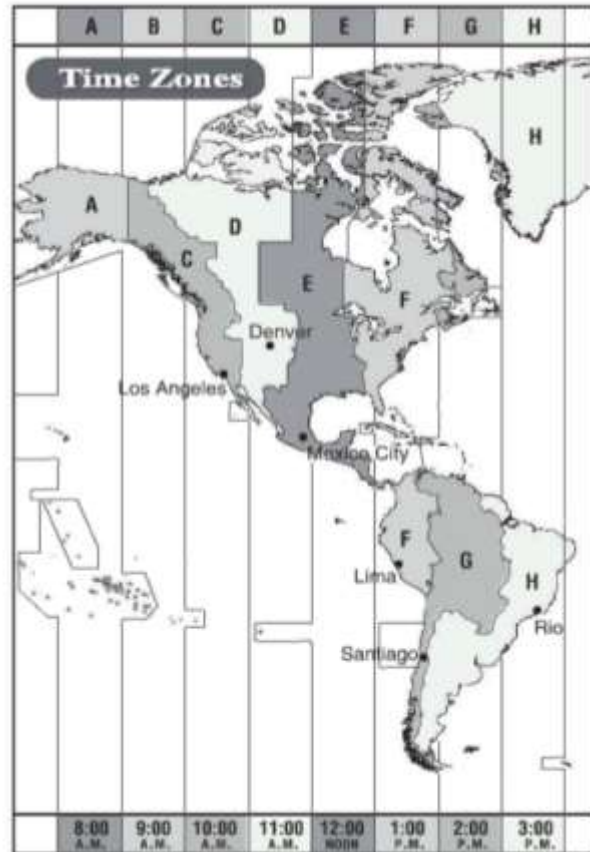 A B C D E F G H
Time Zones
H
A
D
C
E
F
Denver
Los Angeles
Mexico City
F
G
H
Lima
Rio
Santiago
8:00 9:00 10:00 11:00 12:00 1:00 2:00 3:00
A.M. A.M. A.M. A.M. NOON P.M. P.M. P.M.